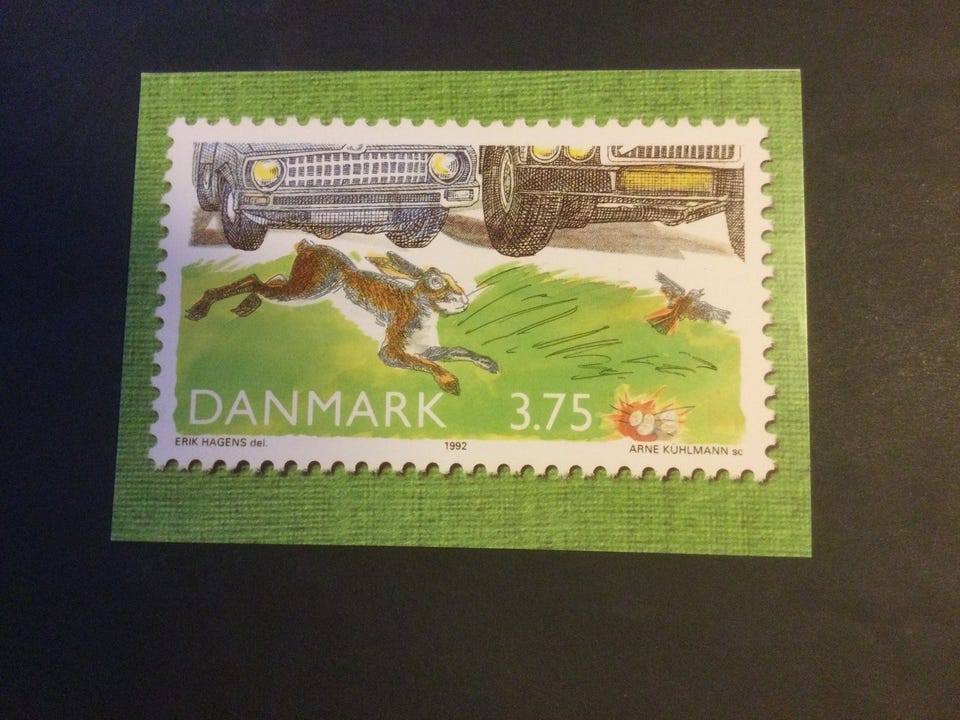 DANMARK 3.75
ERIK HAGENS del. 1992 ARNE KÜHLMANN sc